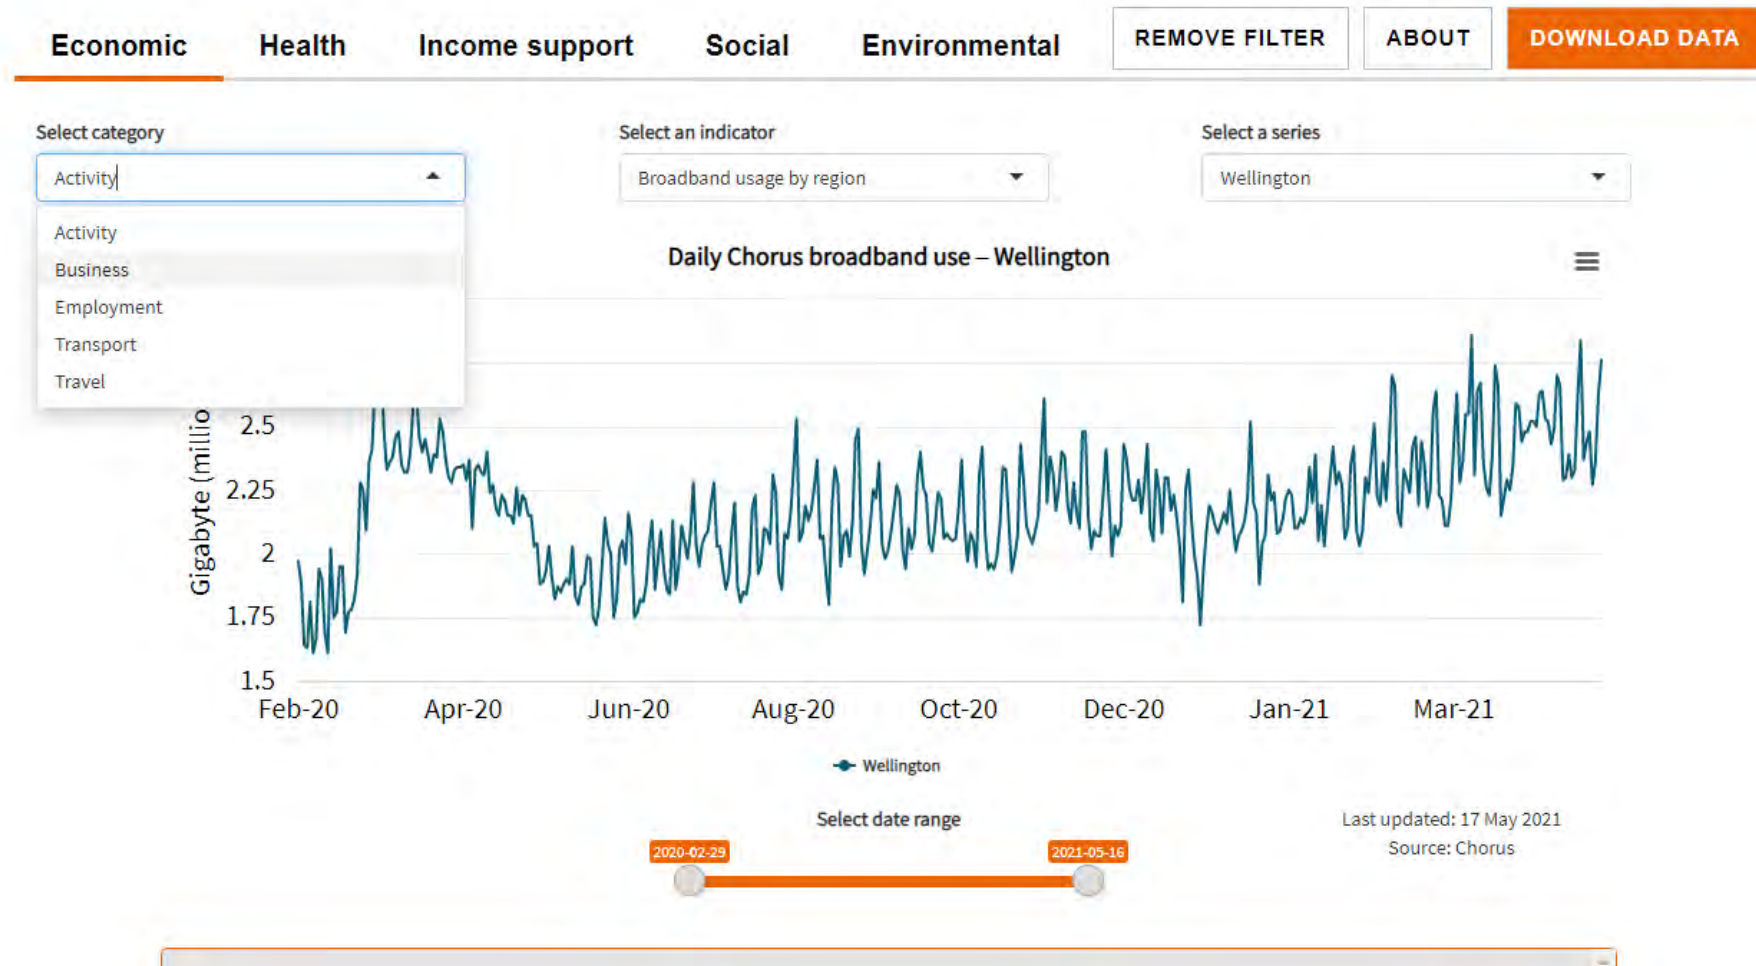 Economic Health Income support Social Environmental REMOVE FILTER ABOUT DOWNLOAD DATA
Select category Select an indicator Select a series
Activity Broadband usage by region Wellington
Activity
Business
Employment
Transport
Travel
Daily Chorus broadband use – Wellington
Gigabyte (millio
2.5
2.25
2
1.75
1.5
Feb-20 Apr-20 Jun-20 Aug-20 Oct-20 Dec-20 Jan-21 Mar-21
Wellington
Select date range
2020-02-29 2021-05-16
Last updated: 17 May 2021
Source: Chorus